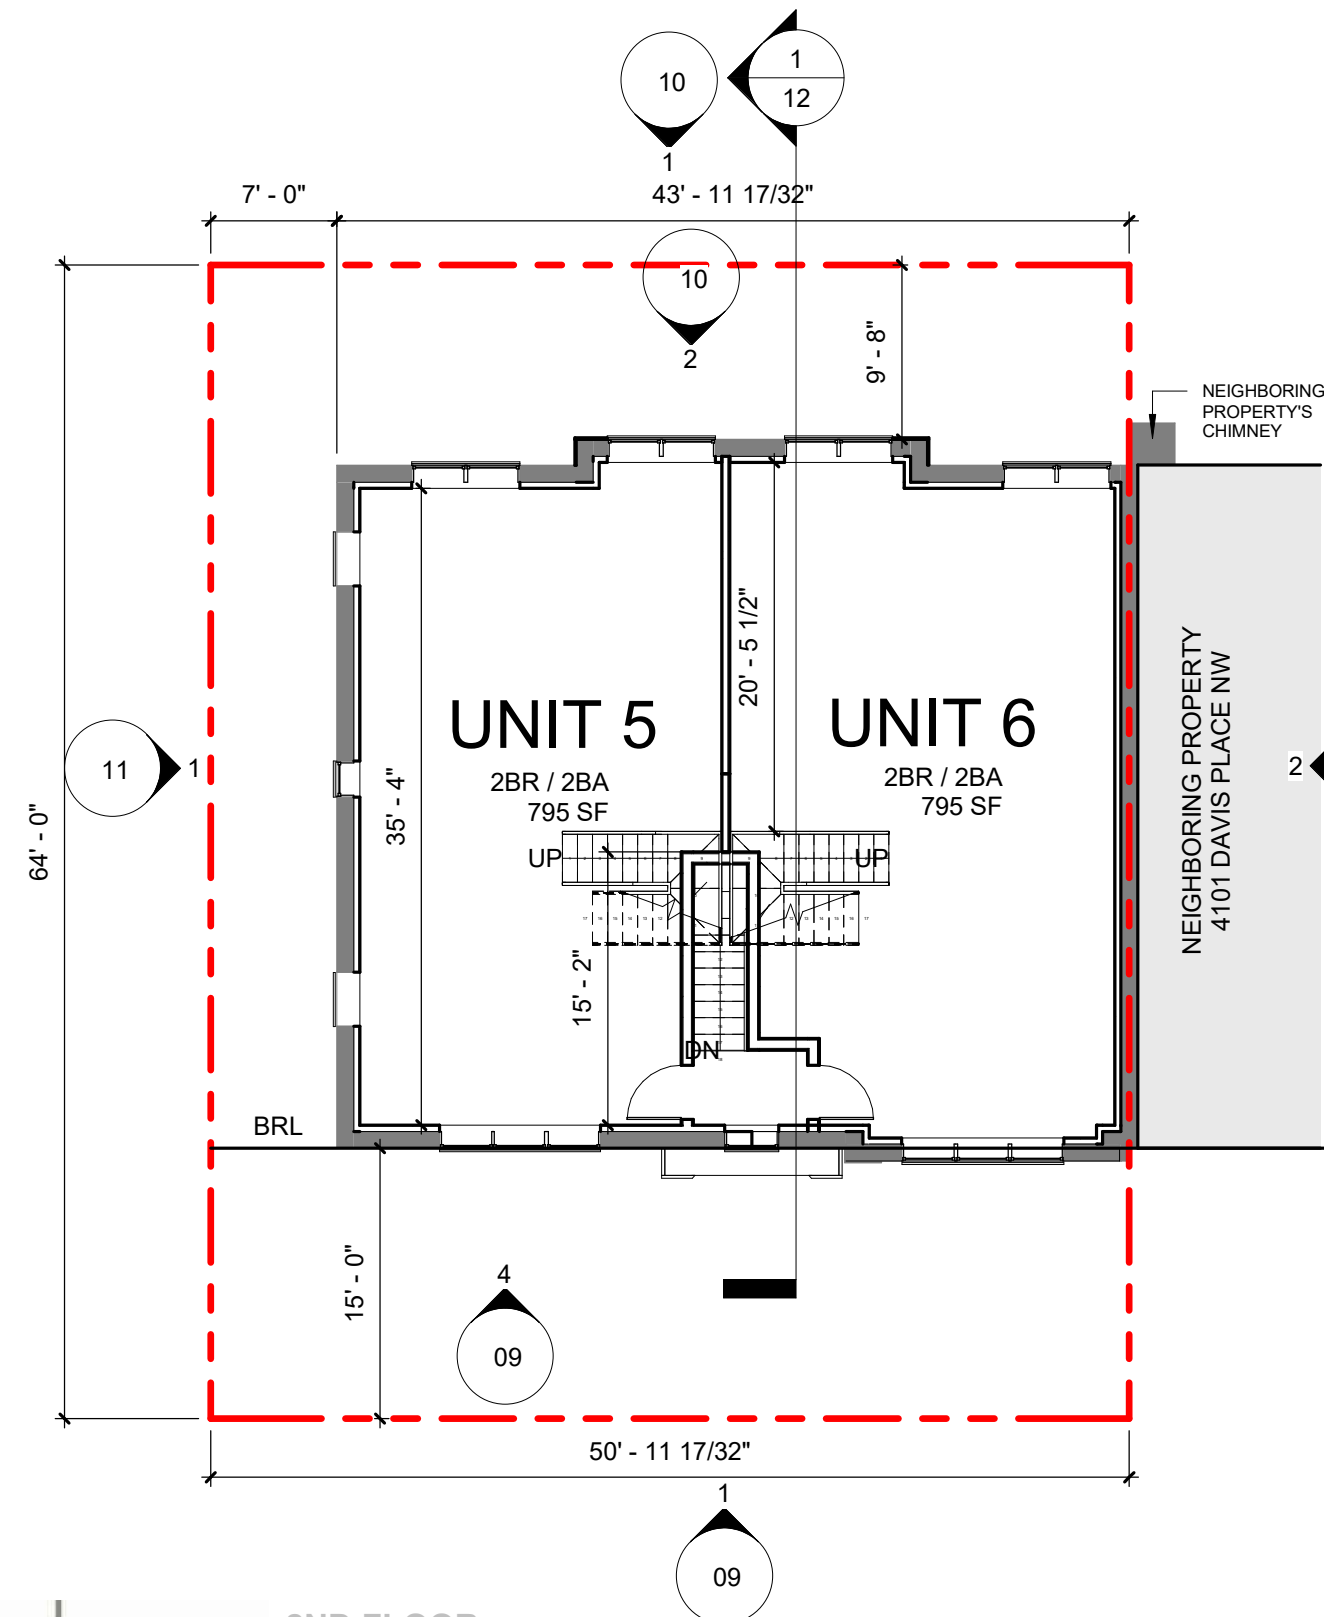 10
1
12
1
7' - 0"
43' - 11 17/32"
10
2
9' - 8"
NEIGHBORING
PROPERTY'S
CHIMNEY
64' - 0"
11
1
35' - 4"
20' - 5 1/2"
UNIT 5
2BR / 2BA
795 SF
UNIT 6
2BR / 2BA
795 SF
NEIGHBORING PROPERTY
4101 DAVIS PLACE NW
2
UP
UP
15' - 2"
DN
BRL
15' - 0"
4
09
50' - 11 17/32"
1
09